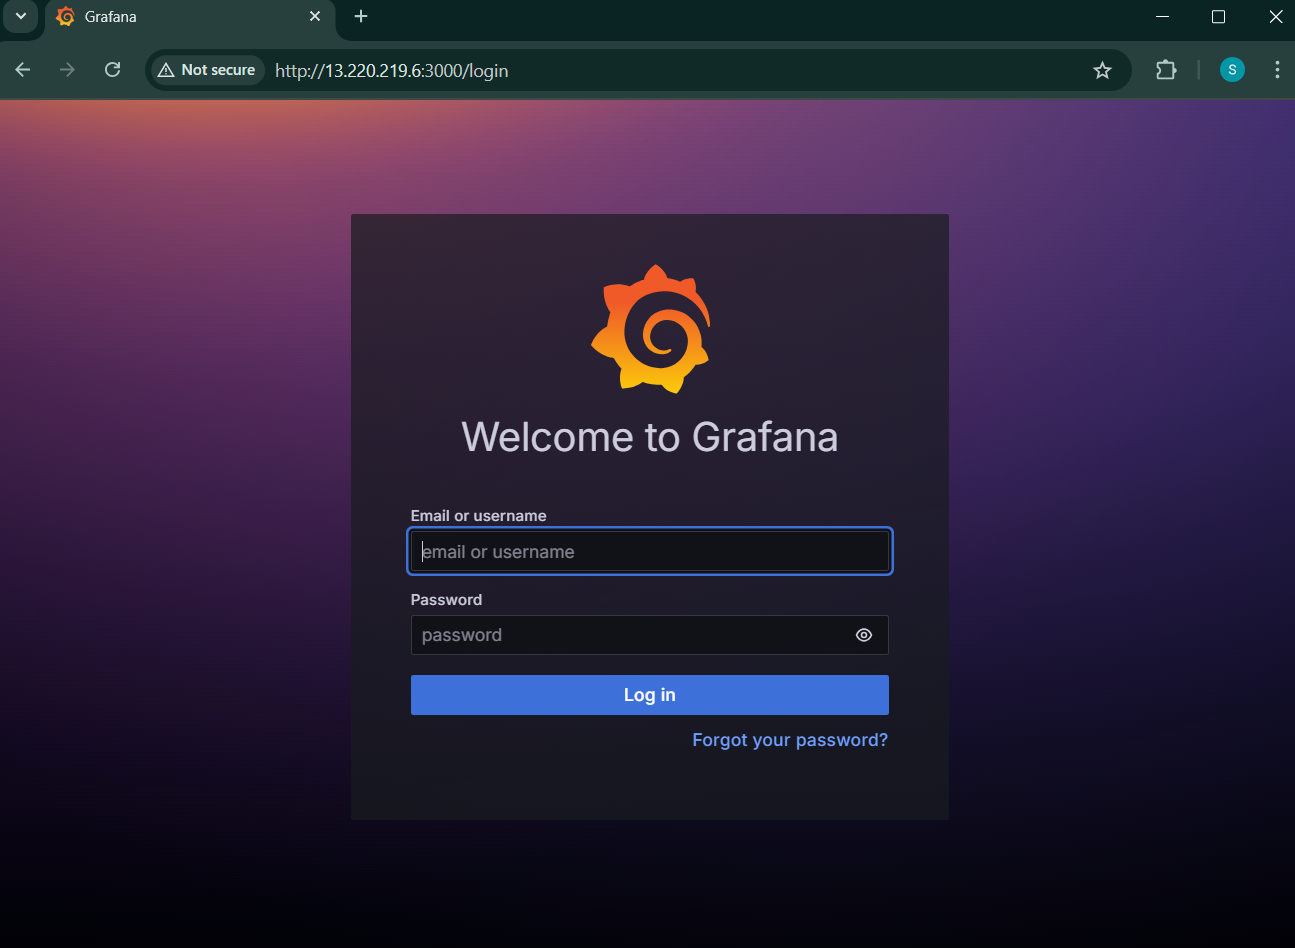 Grafana
Not secure
http://13.220.219.6:3000/login
S
Welcome to Grafana
Email or username
email or username
Password
password
Log in
Forgot your password?